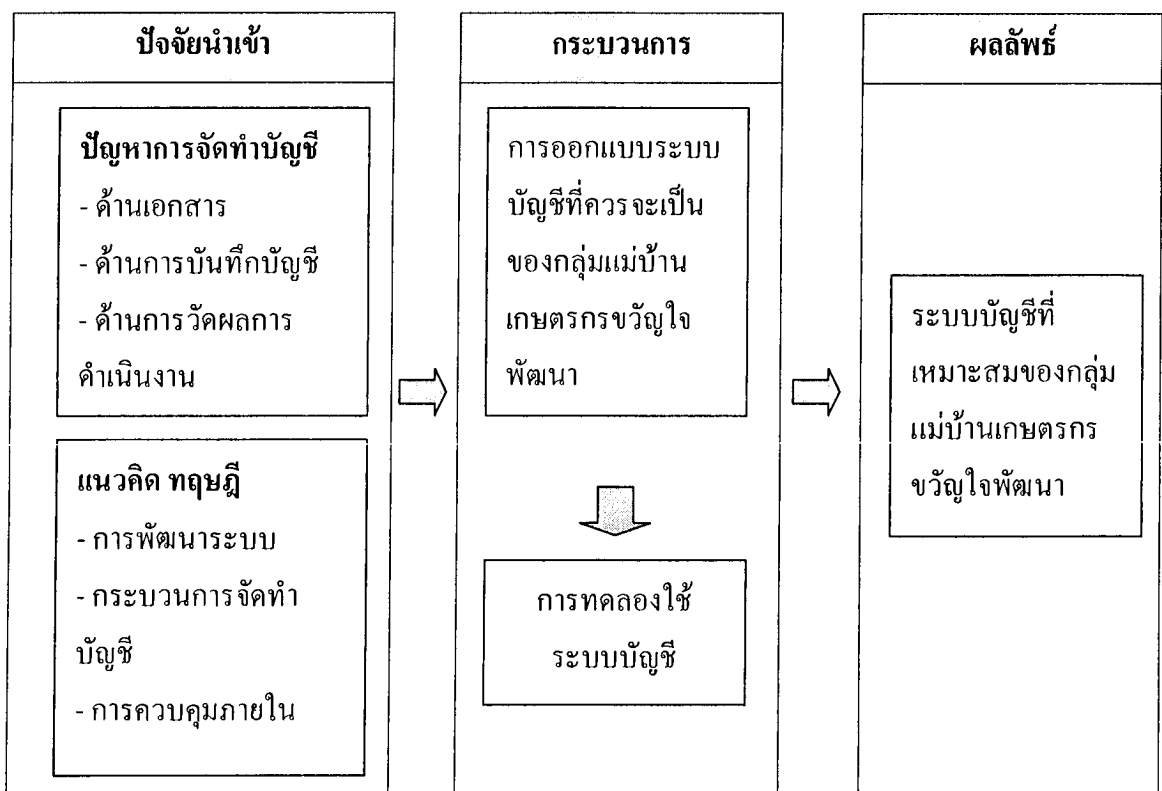 ปัจจัยนำเข้า
ปัญหาการจัดทำบัญชี
- ด้านเอกสาร
- ด้านการบันทึกบัญชี
- ด้านการวัดผลการ
ดำเนินงาน
แนวคิด ทฤษฎี
- การพัฒนาระบบ
- กระบวนการจัดทำ
บัญชี
- การควบคุมภายใน
กระบวนการ
การออกแบบระบบ
บัญชีที่ควรจะเป็น
ของกลุ่มแม่บ้าน
เกษตรกรขวัญใจ
พัฒนา
การทดลองใช้
ระบบบัญชี
ผลลัพธ์
ระบบบัญชีที่
เหมาะสมของกลุ่ม
แม่บ้านเกษตรกร
ขวัญใจพัฒนา